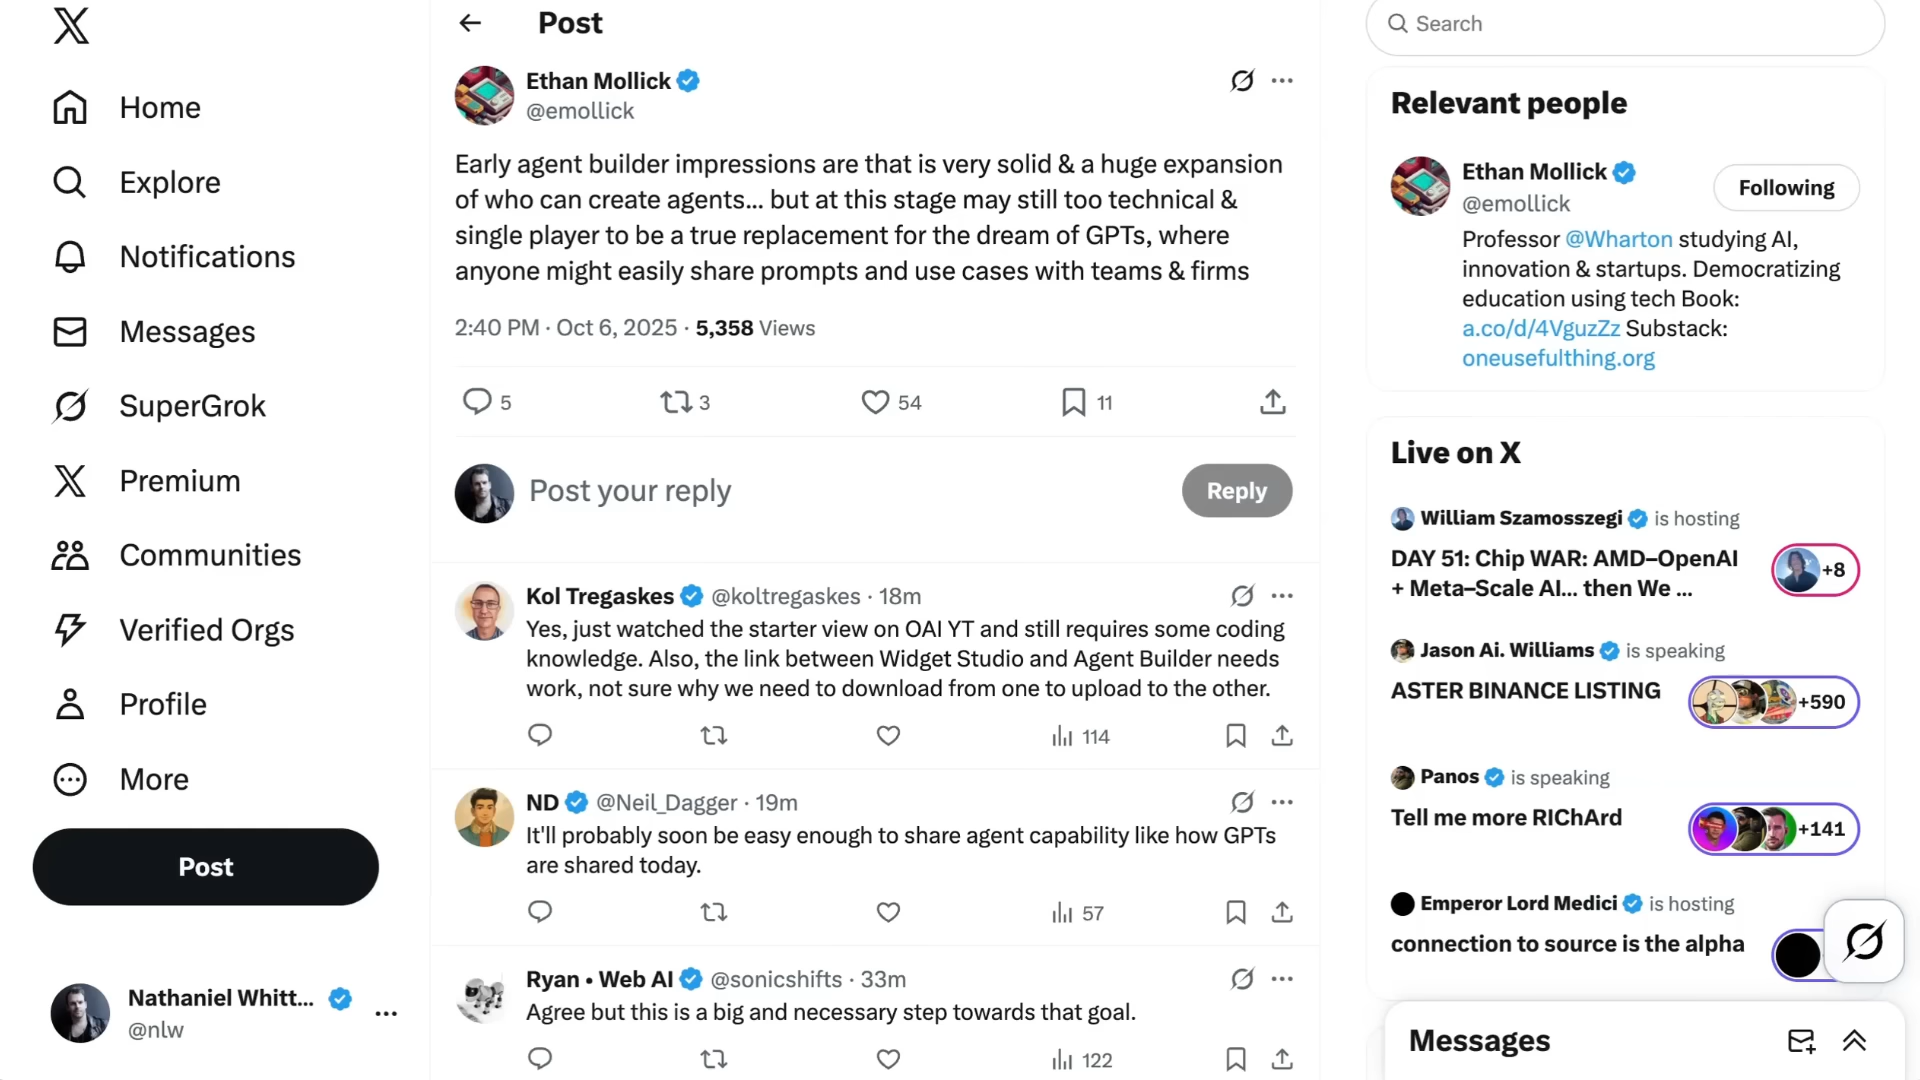 Home
Explore
Notifications
Messages
SuperGrok
Premium
Communities
Verified Orgs
Profile
More
Post
Nathaniel Whitt...
@nlw
Post
Ethan Mollick
@emollick
Early agent builder impressions are that is very solid & a huge expansion
of who can create agents... but at this stage may still too technical &
single player to be a true replacement for the dream of GPTs, where
anyone might easily share prompts and use cases with teams & firms
2:40 PM · Oct 6, 2025 · 5,358 Views
5 3 54 11
Post your reply
Reply
Kol Tregaskes @koltregaskes · 18m
Yes, just watched the starter view on OAI YT and still requires some coding
knowledge. Also, the link between Widget Studio and Agent Builder needs
work, not sure why we need to download from one to upload to the other.
114
ND @Neil_Dagger · 19m
It'll probably soon be easy enough to share agent capability like how GPTs
are shared today.
57
Ryan • Web AI @sonicshifts · 33m
Agree but this is a big and necessary step towards that goal.
122
Search
Relevant people
Ethan Mollick
@emollick
Following
Professor @Wharton studying AI,
innovation & startups. Democratizing
education using tech Book:
a.co/d/4VguzZz Substack:
oneusefulthing.org
Live on X
William Szamosszegi is hosting
DAY 51: Chip WAR: AMD–OpenAI
+ Meta–Scale AI... then We ...
+8
Jason Ai. Williams is speaking
ASTER BINANCE LISTING
+590
Panos is speaking
Tell me more RIChArd
+141
Emperor Lord Medici is hosting
connection to source is the alpha
Messages